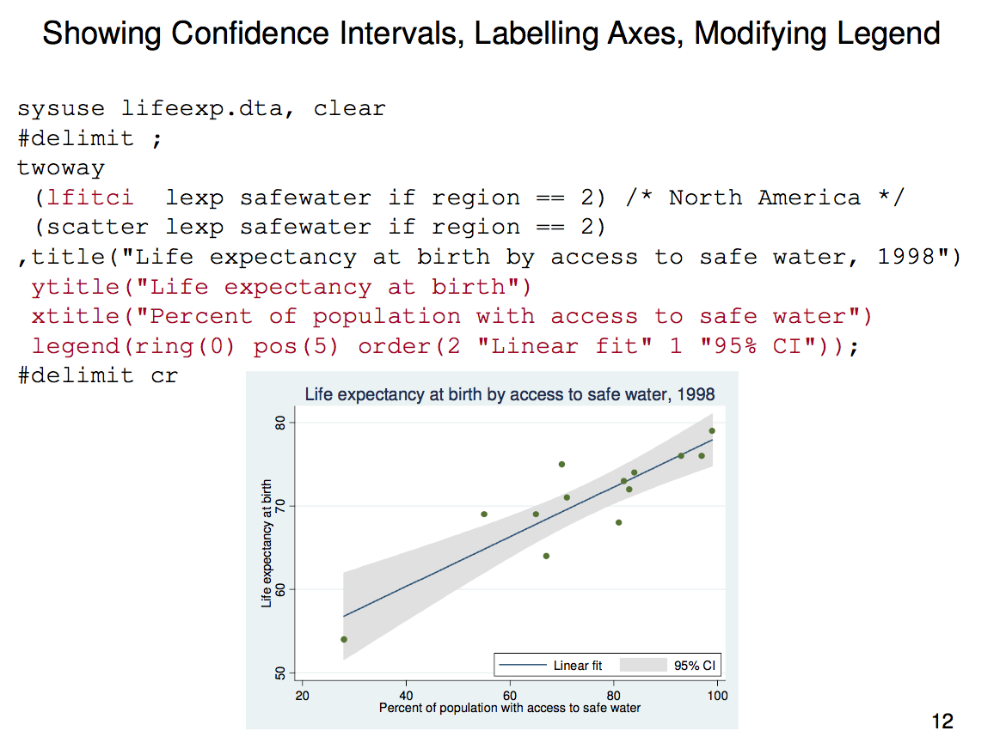 Showing Confidence Intervals, Labelling Axes, Modifying Legend
sysuse lifeexp.dta, clear
#delimit ;
twoway
(lfitci lexp safewater if region == 2) /* North America */
(scatter lexp safewater if region == 2)
,title("Life expectancy at birth by access to safe water, 1998")
ytitle("Life expectancy at birth")
xtitle("Percent of population with access to safe water")
legend(ring(0) pos(5) order(2 "Linear fit" 1 "95% CI"));
#delimit cr
Life expectancy at birth by access to safe water, 1998
Life expectancy at birth
80
70
60
50
Linear fit 95% CI
20 40 60 80 100
Percent of population with access to safe water
12